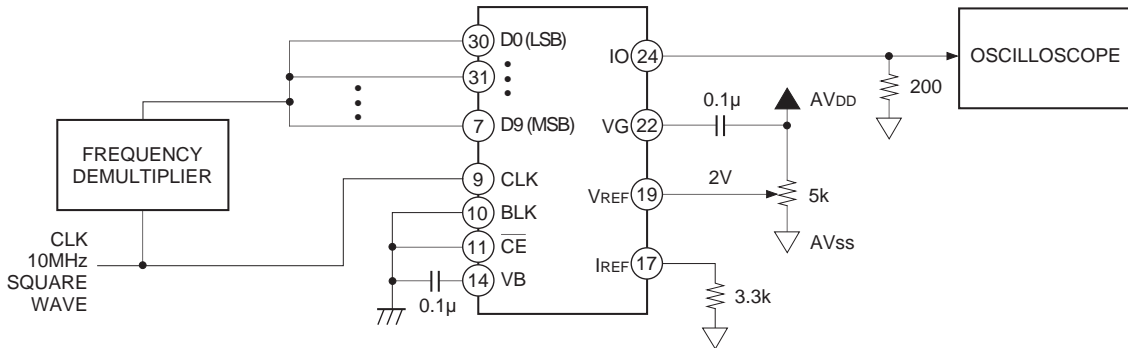 30 D0 (LSB)
31
7 D9 (MSB)
9 CLK
10 BLK
11 CE
14 VB
0.1µ
FREQUENCY
DEMULTIPLIER
CLK
10MHz
SQUARE
WAVE
IO 24
VG 22
VREF 19
IREF 17
0.1µ
AVDD
2V
5k
AVss
3.3k
200
OSCILLOSCOPE